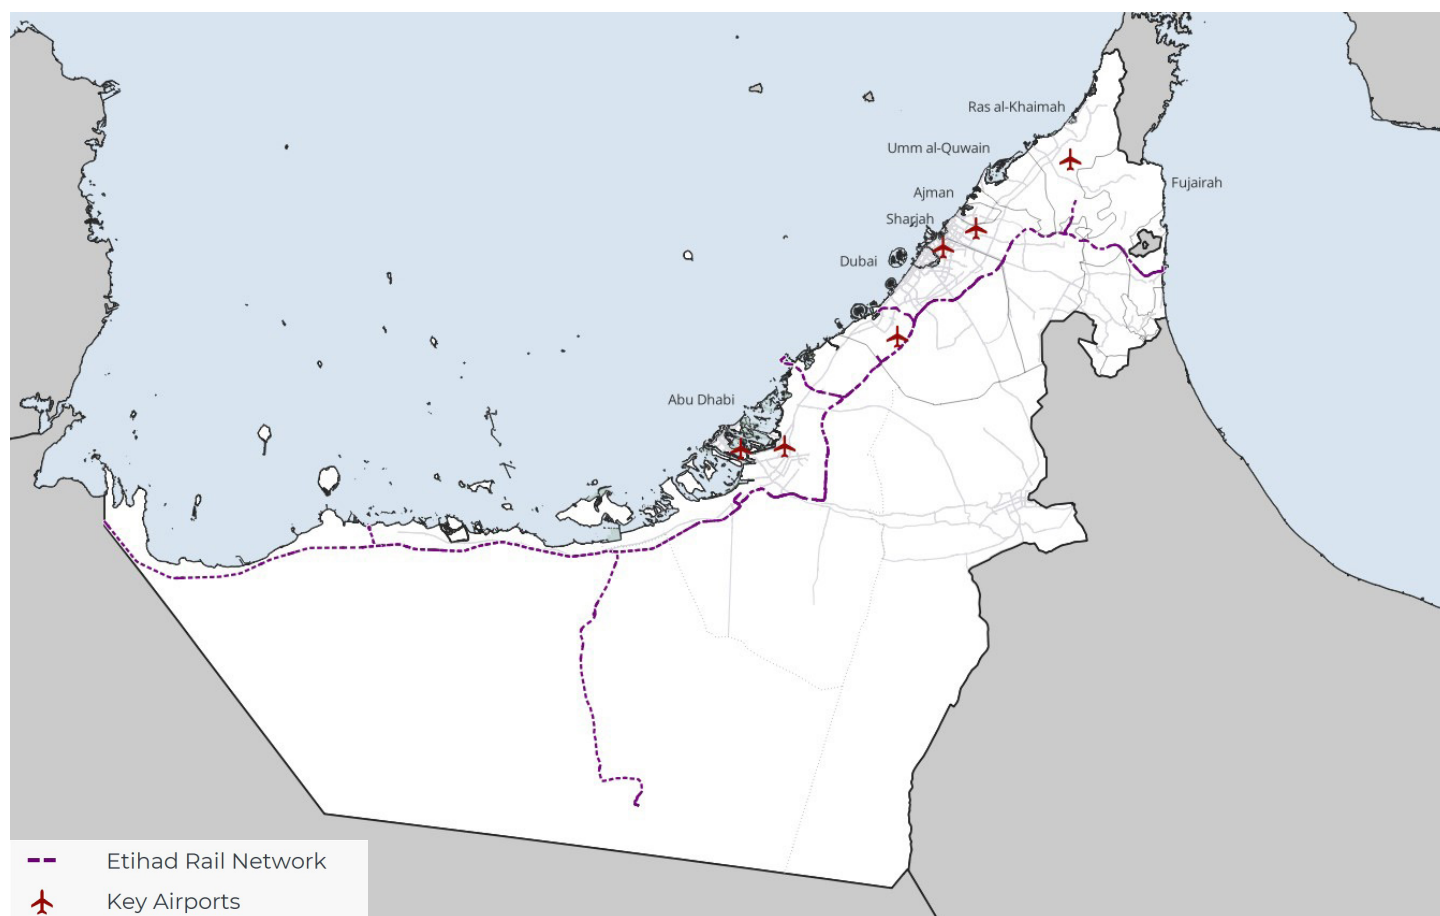 Ras al-Khaimah
Umm al-Quwain
Fujairah
Ajman
Sharjah
Dubai
Abu Dhabi
Etihad Rail Network
Key Airports